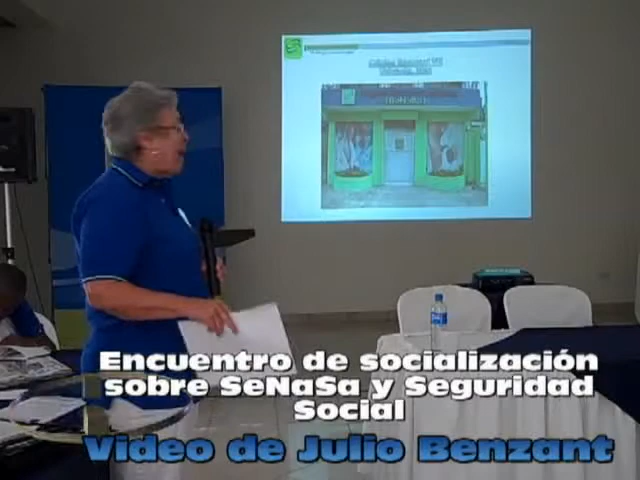 Encuentro de socialización
sobre SeNaSa y Seguridad
Social
Video de Julio Benzant